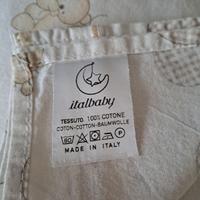 italbaby
TESSUTO: 100% COTONE
COTON-COTTON-BAUMWOLLE
MADE IN ITALY